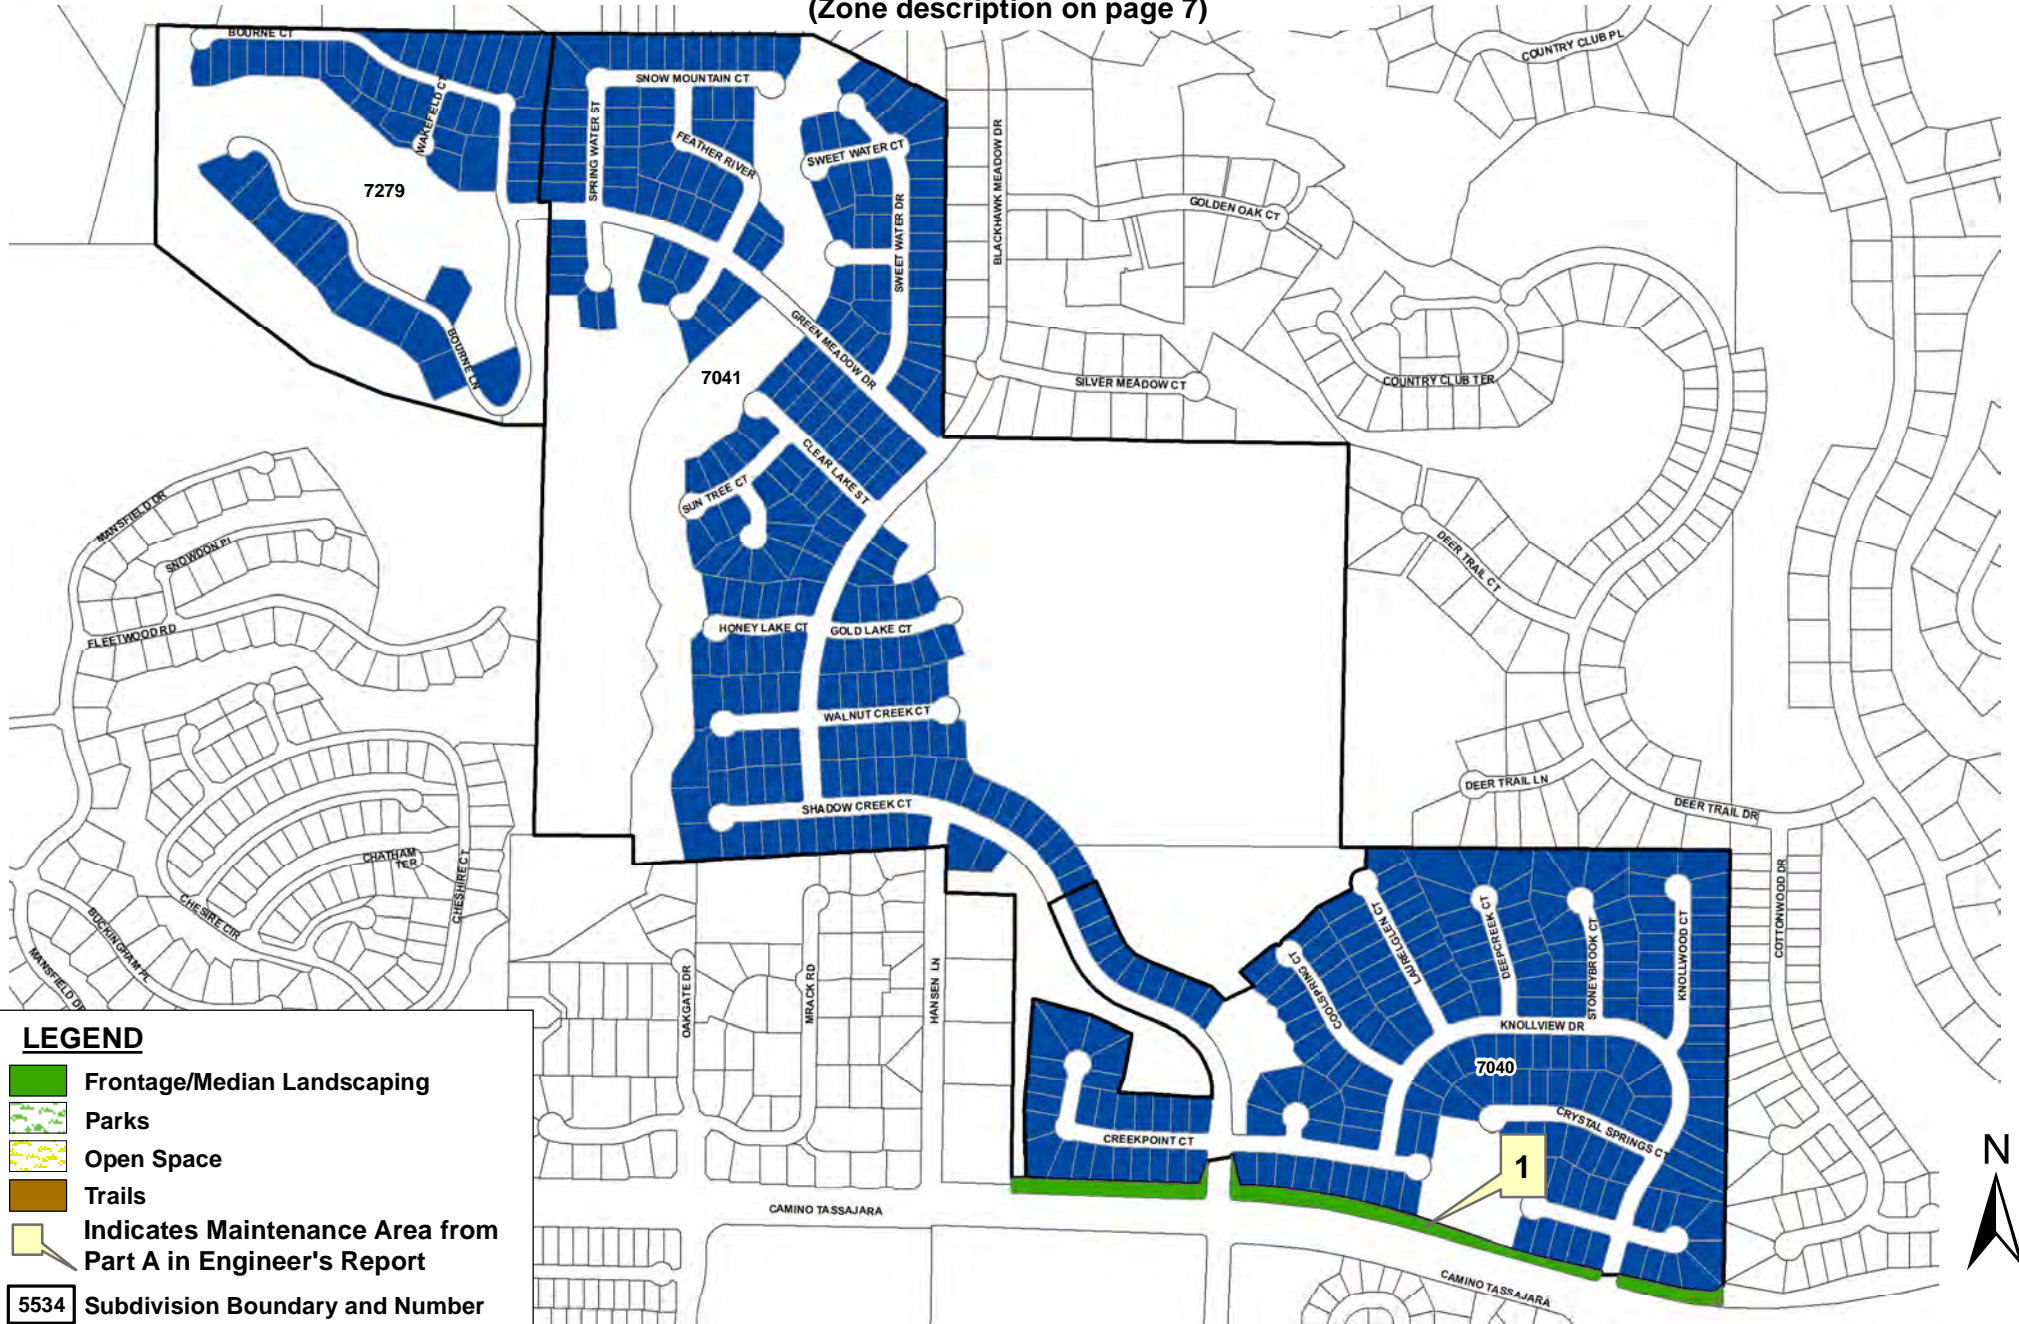 (Zone description on page 7)
BOURNE CT
SNOW MOUNTAIN CT
COUNTRY CLUB PL
WAKEFIELD CT
SPRING WATER ST
FEATHER RIVER
SWEET WATER CT
BLACKHAWK MEADOW DR
7279
GOLDEN OAK CT
SWEET WATER DR
GREEN MEADOW DR
BOURNE LN
7041
SILVER MEADOW CT
COUNTRY CLUB TER
CLEAR LAKE ST
SUN TREE CT
MANSFIELD DR
SNOWDON PL
DEER TRAIL CT
FLEETWOOD RD
HONEY LAKE CT
GOLD LAKE CT
WALNUT CREEK CT
DEER TRAIL LN
SHADOW CREEK CT
DEER TRAIL DR
CHATHAM
TER
CHESHIRE CT
CHESIRE CIR
BUCKINGHAM PL
MANSFIELD DR
COTTONWOOD DR
LAURELGLEN CT
DEEPCREEK CT
STONEYBROOK CT
KNOLLWOOD CT
COOLSPRING CT
OAKGATE DR
MRACK RD
HANSEN LN
KNOLLVIEW DR
7040
CRYSTAL SPRINGS CT
CREEKPOINT CT
1
CAMINO TASSAJARA
CAMINO TASSAJARA
N
LEGEND
Frontage/Median Landscaping
Parks
Open Space
Trails
Indicates Maintenance Area from
Part A in Engineer's Report
5534 Subdivision Boundary and Number